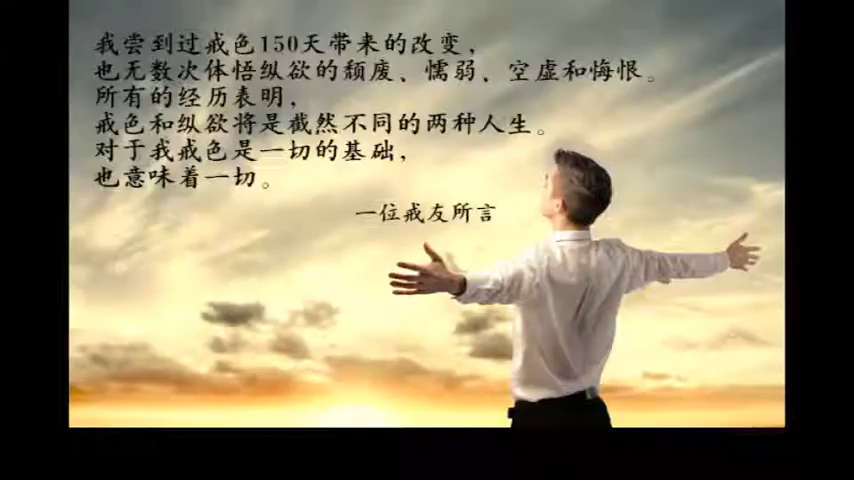 我尝到过戒色150天带来的改变，
也无数次体悟纵欲的颓废、懦弱、空虚和悔恨。
所有的经历表明，
戒色和纵欲将是截然不同的两种人生。
对于我戒色是一切的基础，
也意味着一切。
一位戒友所言